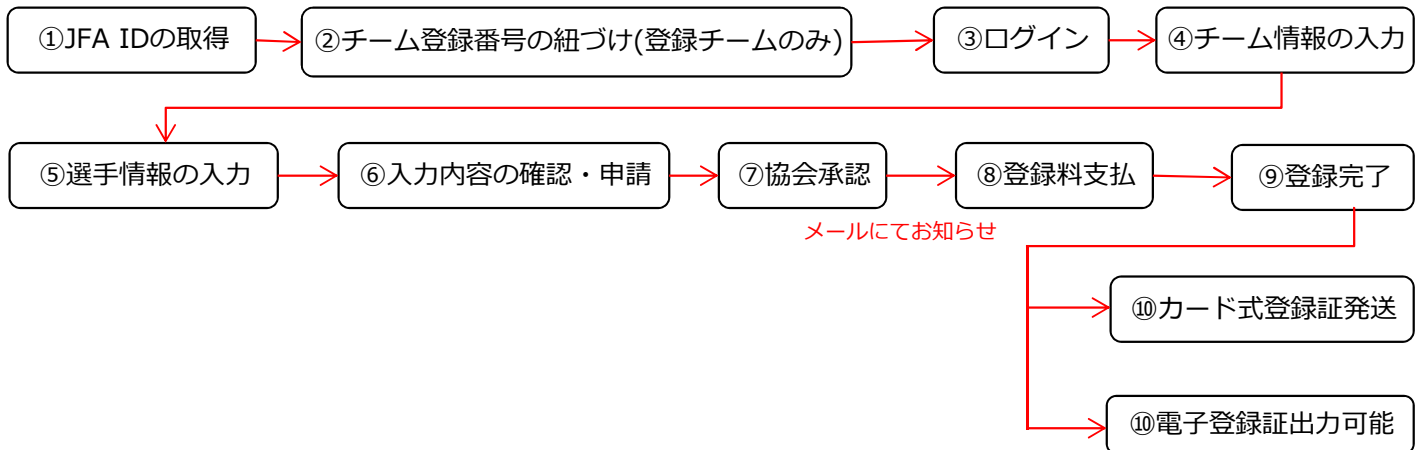 ①JFA IDの取得
②チーム登録番号の紐づけ(登録チームのみ)
③ログイン
④チーム情報の入力
⑤選手情報の入力
⑥入力内容の確認・申請
⑦協会承認
⑧登録料支払
⑨登録完了
メールにてお知らせ
⑩カード式登録証発送
⑩電子登録証出力可能